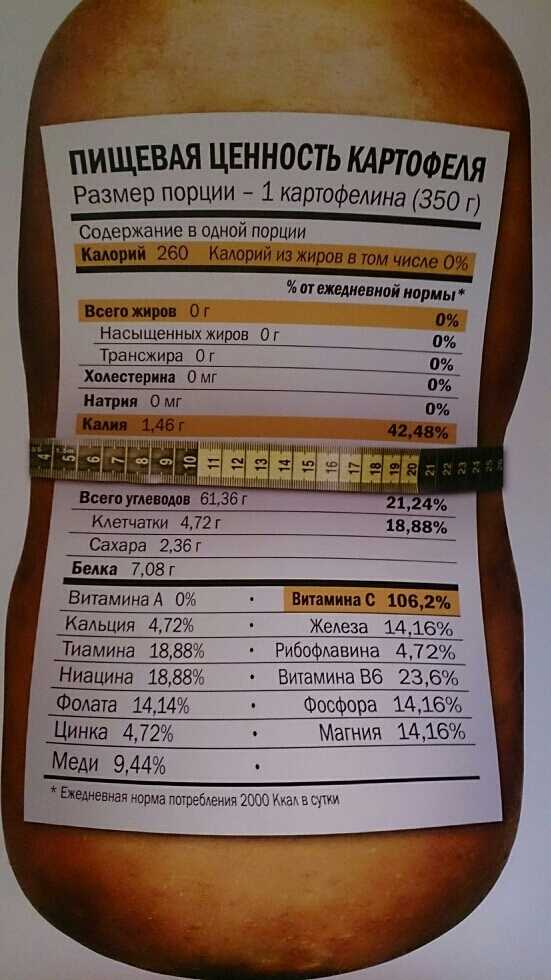 ПИЩЕВАЯ ЦЕННОСТЬ КАРТОФЕЛЯ
Размер порции – 1 картофелина (350 г)
Содержание в одной порции
Калорий 260 Калорий из жиров в том числе 0%
% от ежедневной нормы*
Всего жиров 0 г 0%
Насыщенных жиров 0 г 0%
Трансжира 0 г 0%
Холестерина 0 мг 0%
Натрия 0 мг 0%
Калия 1,46 г 42,48%
4 5 6 7 8 9 10 11 12 13 14 15 16 17 18 19 20 21 22 23 24 25 26
Всего углеводов 61,36 г 21,24%
Клетчатки 4,72 г 18,88%
Сахара 2,36 г
Белка 7,08 г
Витамина А 0% • Витамина С 106,2%
Кальция 4,72% • Железа 14,16%
Тиамина 18,88% • Рибофлавина 4,72%
Ниацина 18,88% • Витамина В6 23,6%
Фолата 14,14% • Фосфора 14,16%
Цинка 4,72% • Магния 14,16%
Меди 9,44% •
* Ежедневная норма потребления 2000 Ккал в сутки